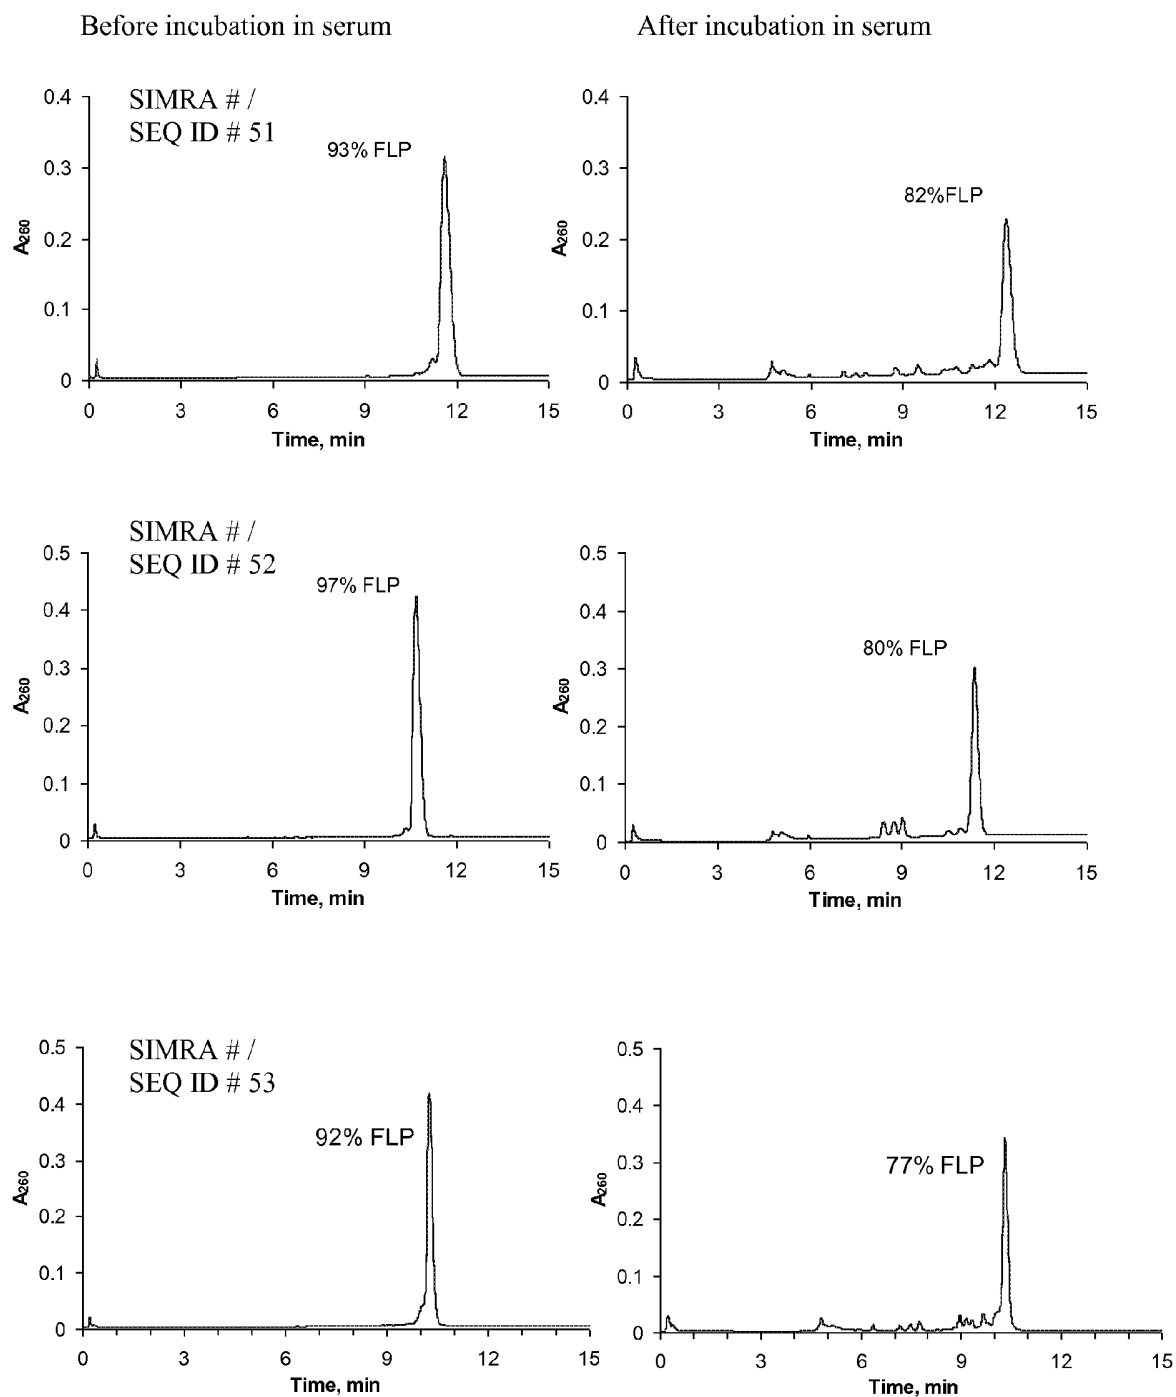 Before incubation in serum
After incubation in serum
SIMRA # /
SEQ ID # 51
93% FLP
0.4
0.3
0.2
0.1
0
A260
0 3 6 9 12 15
Time, min
82%FLP
0.4
0.3
0.2
0.1
0
A260
0 3 6 9 12 15
Time, min
SIMRA # /
SEQ ID # 52
97% FLP
0.5
0.4
0.3
0.2
0.1
0
A260
0 3 6 9 12 15
Time, min
80% FLP
0.5
0.4
0.3
0.2
0.1
0
A260
0 3 6 9 12 15
Time, min
SIMRA # /
SEQ ID # 53
92% FLP
0.5
0.4
0.3
0.2
0.1
0
A260
0 3 6 9 12 15
Time, min
77% FLP
0.5
0.4
0.3
0.2
0.1
0
A260
0 3 6 9 12 15
Time, min